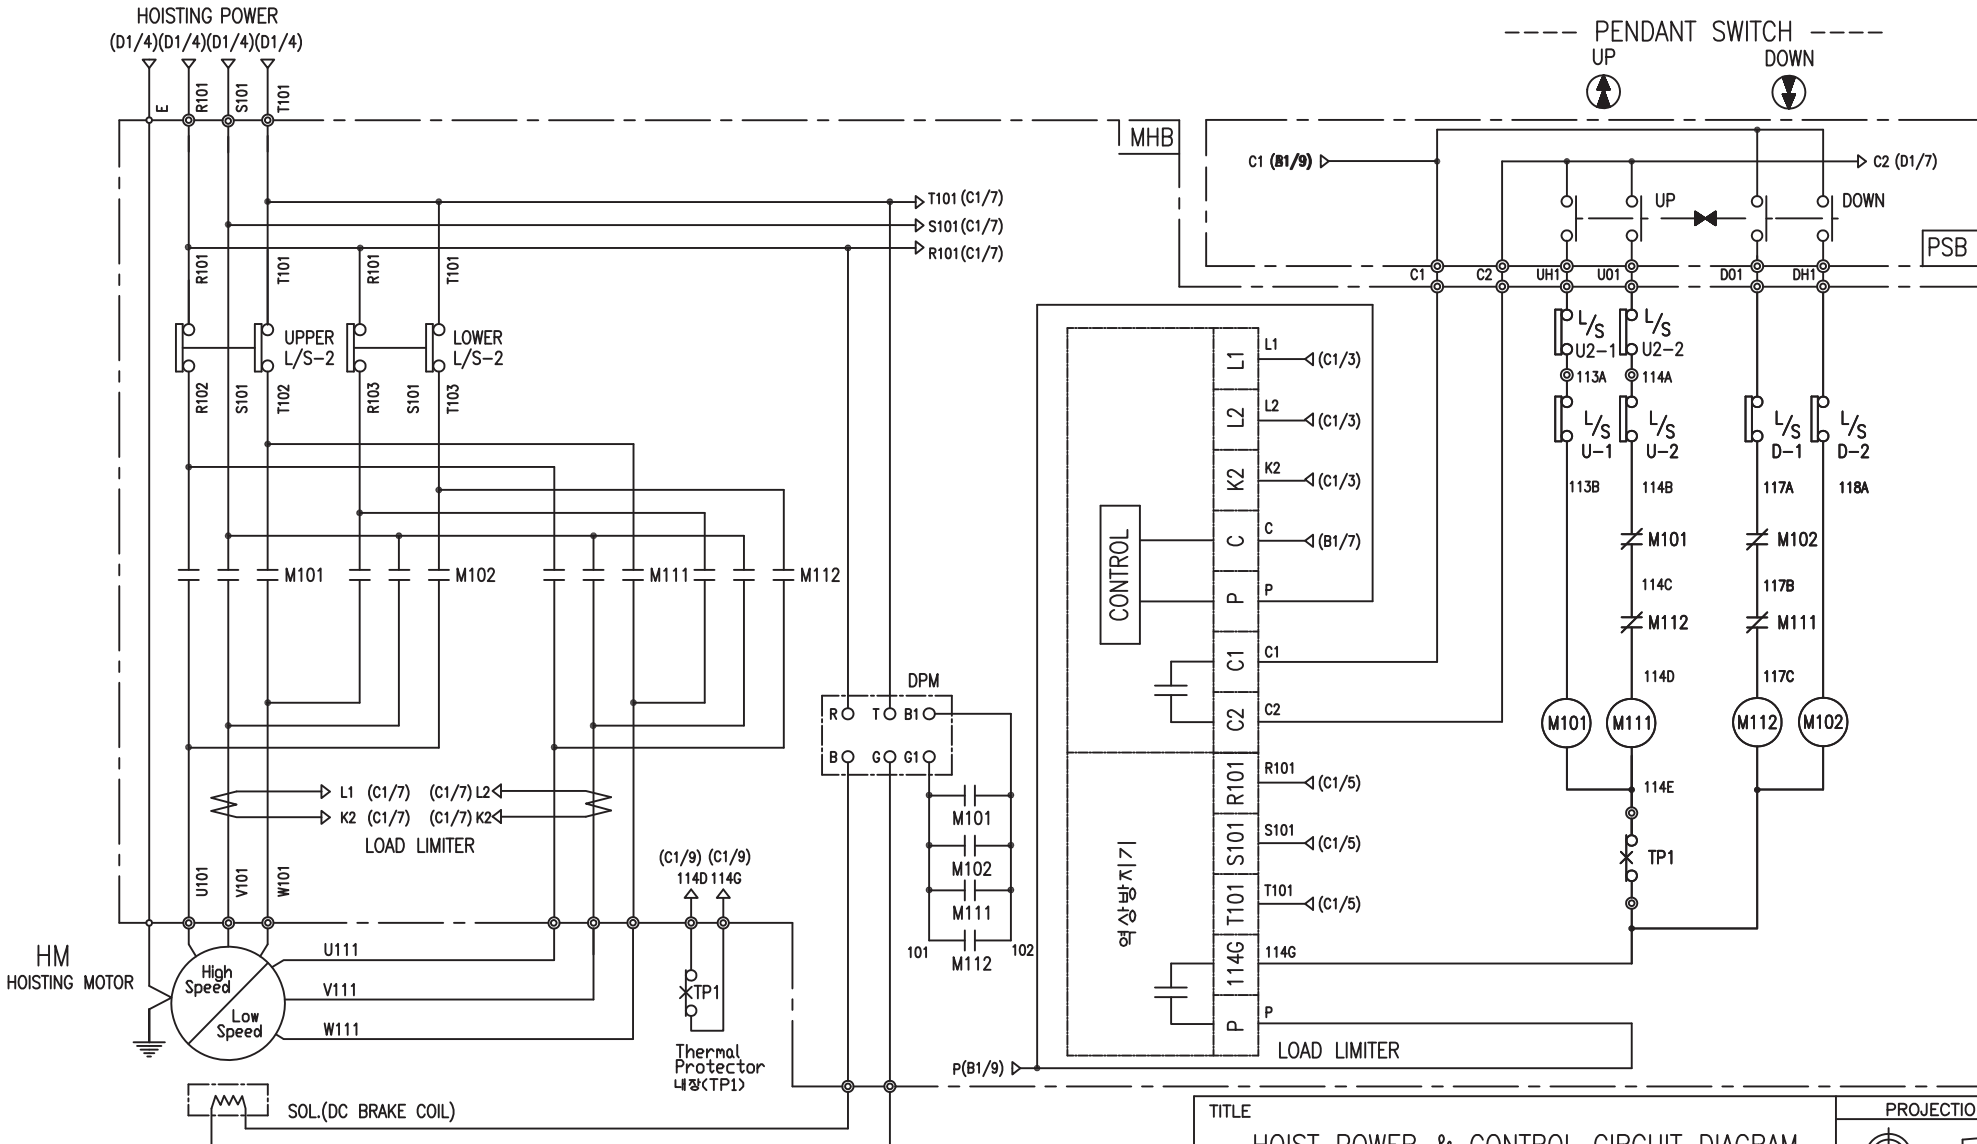 HOISTING POWER
(D1/4)(D1/4)(D1/4)(D1/4)
E
R101
S101
T101
MHB
T101 (C1/7)
S101 (C1/7)
R101 (C1/7)
R101
T101
R101
T101
UPPER
L/S-2
LOWER
L/S-2
R102
S101
T102
R103
S101
T103
M101
M102
M111
M112
L1 (C1/7) (C1/7) L2
K2 (C1/7) (C1/7) K2
LOAD LIMITER
U101
V101
W101
(C1/9) (C1/9)
114D 114G
HM
HOISTING MOTOR
High
Speed
Low
Speed
U111
V111
W111
TP1
Thermal
Protector
내장(TP1)
SOL.(DC BRAKE COIL)
DPM
R T B1
B G G1
M101
M102
M111
101
102
M112
---- PENDANT SWITCH ----
UP
DOWN
C1 (B1/9)
C2 (D1/7)
UP
DOWN
PSB
C1
C2
UH1
U01
D01
DH1
L/S
U2-1
L/S
U2-2
113A
114A
L/S
U-1
L/S
U-2
L/S
D-1
L/S
D-2
113B
114B
117A
118A
M101
M102
114C
117B
M112
M111
114D
117C
M101
M111
M112
M102
114E
TP1
CONTROL
L1
L1
(C1/3)
L2
L2
(C1/3)
K2
K2
(C1/3)
C
C
(B1/7)
P
P
C1
C1
C2
C2
역상방지기
R101
R101
(C1/5)
S101
S101
(C1/5)
T101
T101
(C1/5)
114G
114G
P
P
LOAD LIMITER
P(B1/9)
TITLE
PROJECTIO
HOIST POWER & CONTROL CIRCUIT DIAGRAM